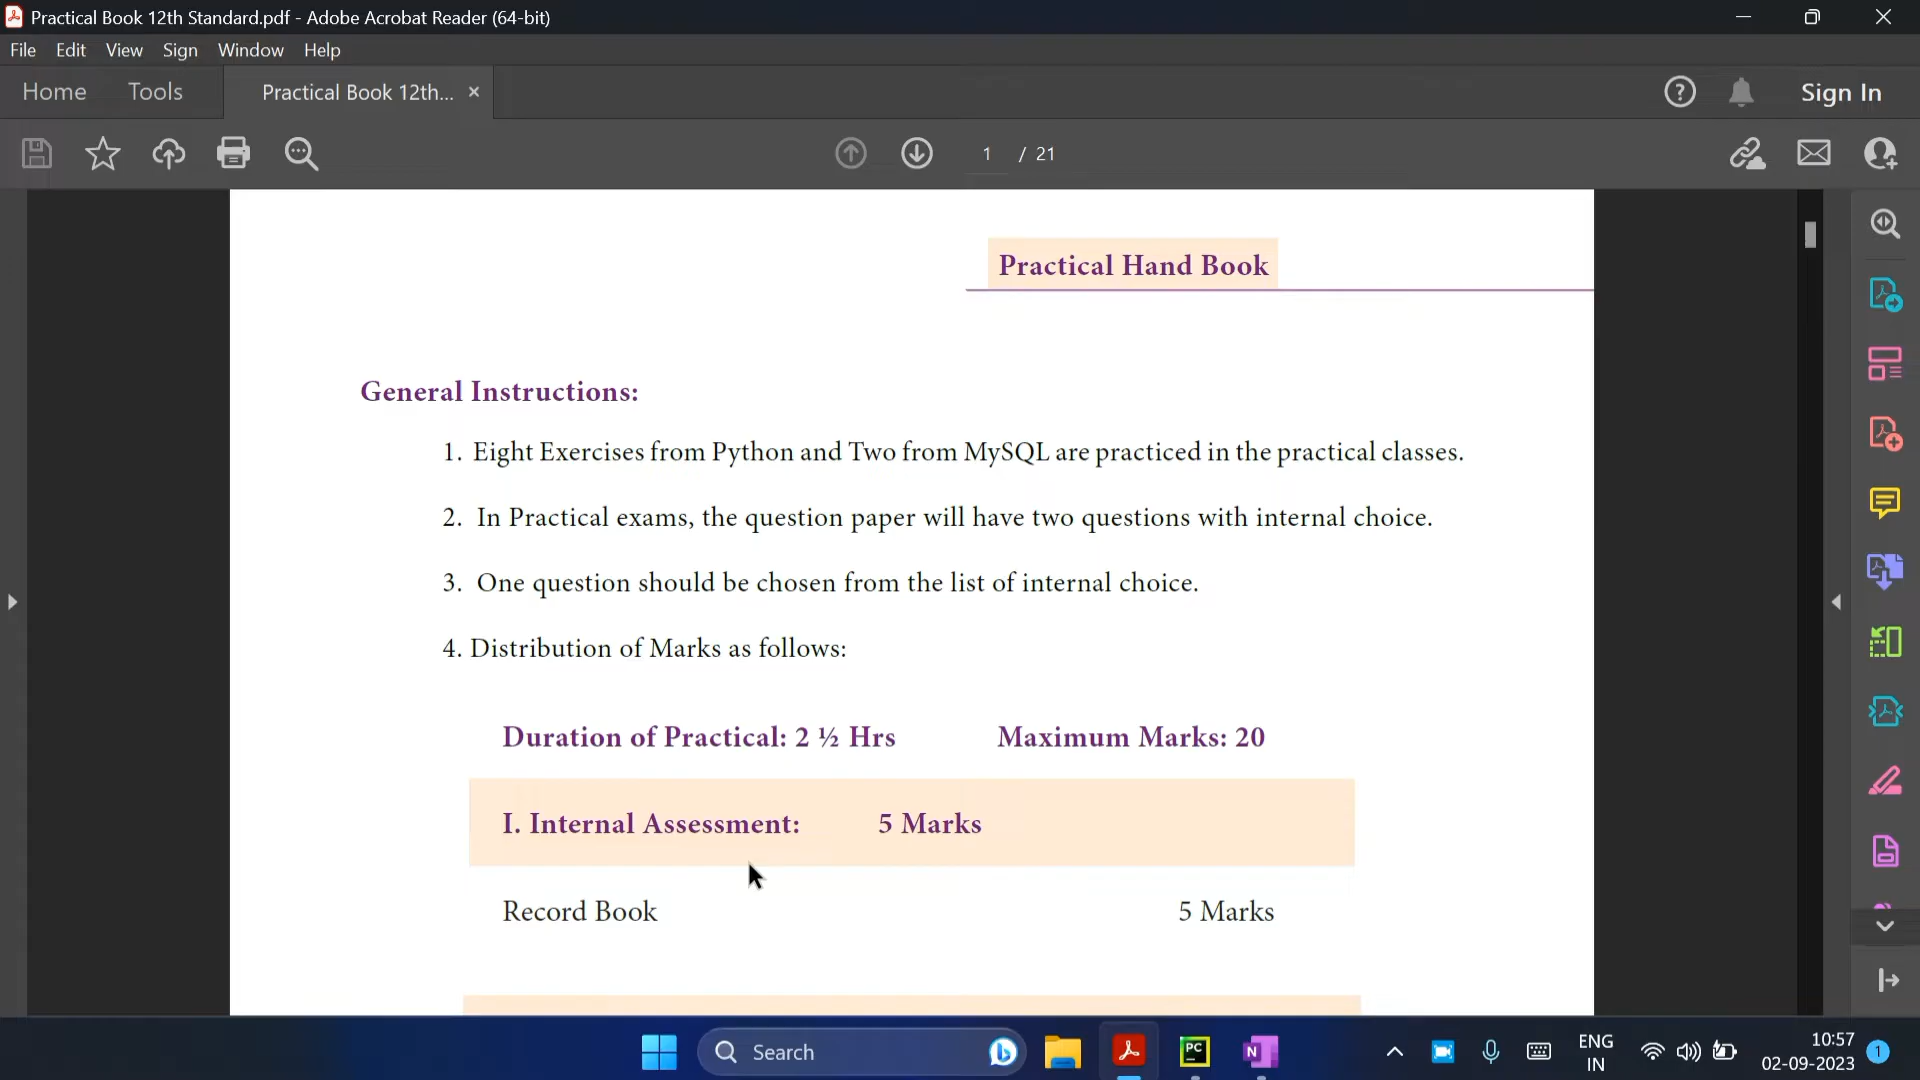 Practical Book 12th Standard.pdf - Adobe Acrobat Reader (64-bit)
File Edit View Sign Window Help
Home Tools Practical Book 12th... × Sign In
1 / 21
Practical Hand Book
General Instructions:
1. Eight Exercises from Python and Two from MySQL are practiced in the practical classes.
2. In Practical exams, the question paper will have two questions with internal choice.
3. One question should be chosen from the list of internal choice.
4. Distribution of Marks as follows:
Duration of Practical: 2 ½ Hrs Maximum Marks: 20
I. Internal Assessment: 5 Marks
Record Book 5 Marks
Search
PC
N
ENG
IN
10:57
02-09-2023
1